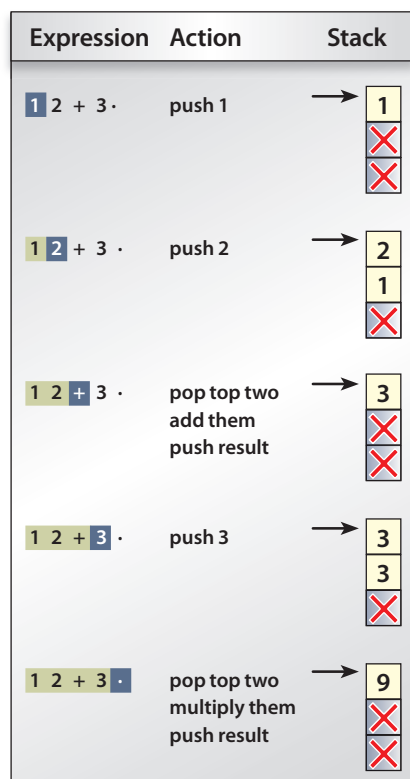 Expression Action Stack
1 2 + 3 · push 1 1
1 2 + 3 · push 2 2
1
1 2 + 3 · pop top two 3
add them
push result
1 2 + 3 · push 3 3
3
1 2 + 3 · pop top two 9
multiply them
push result